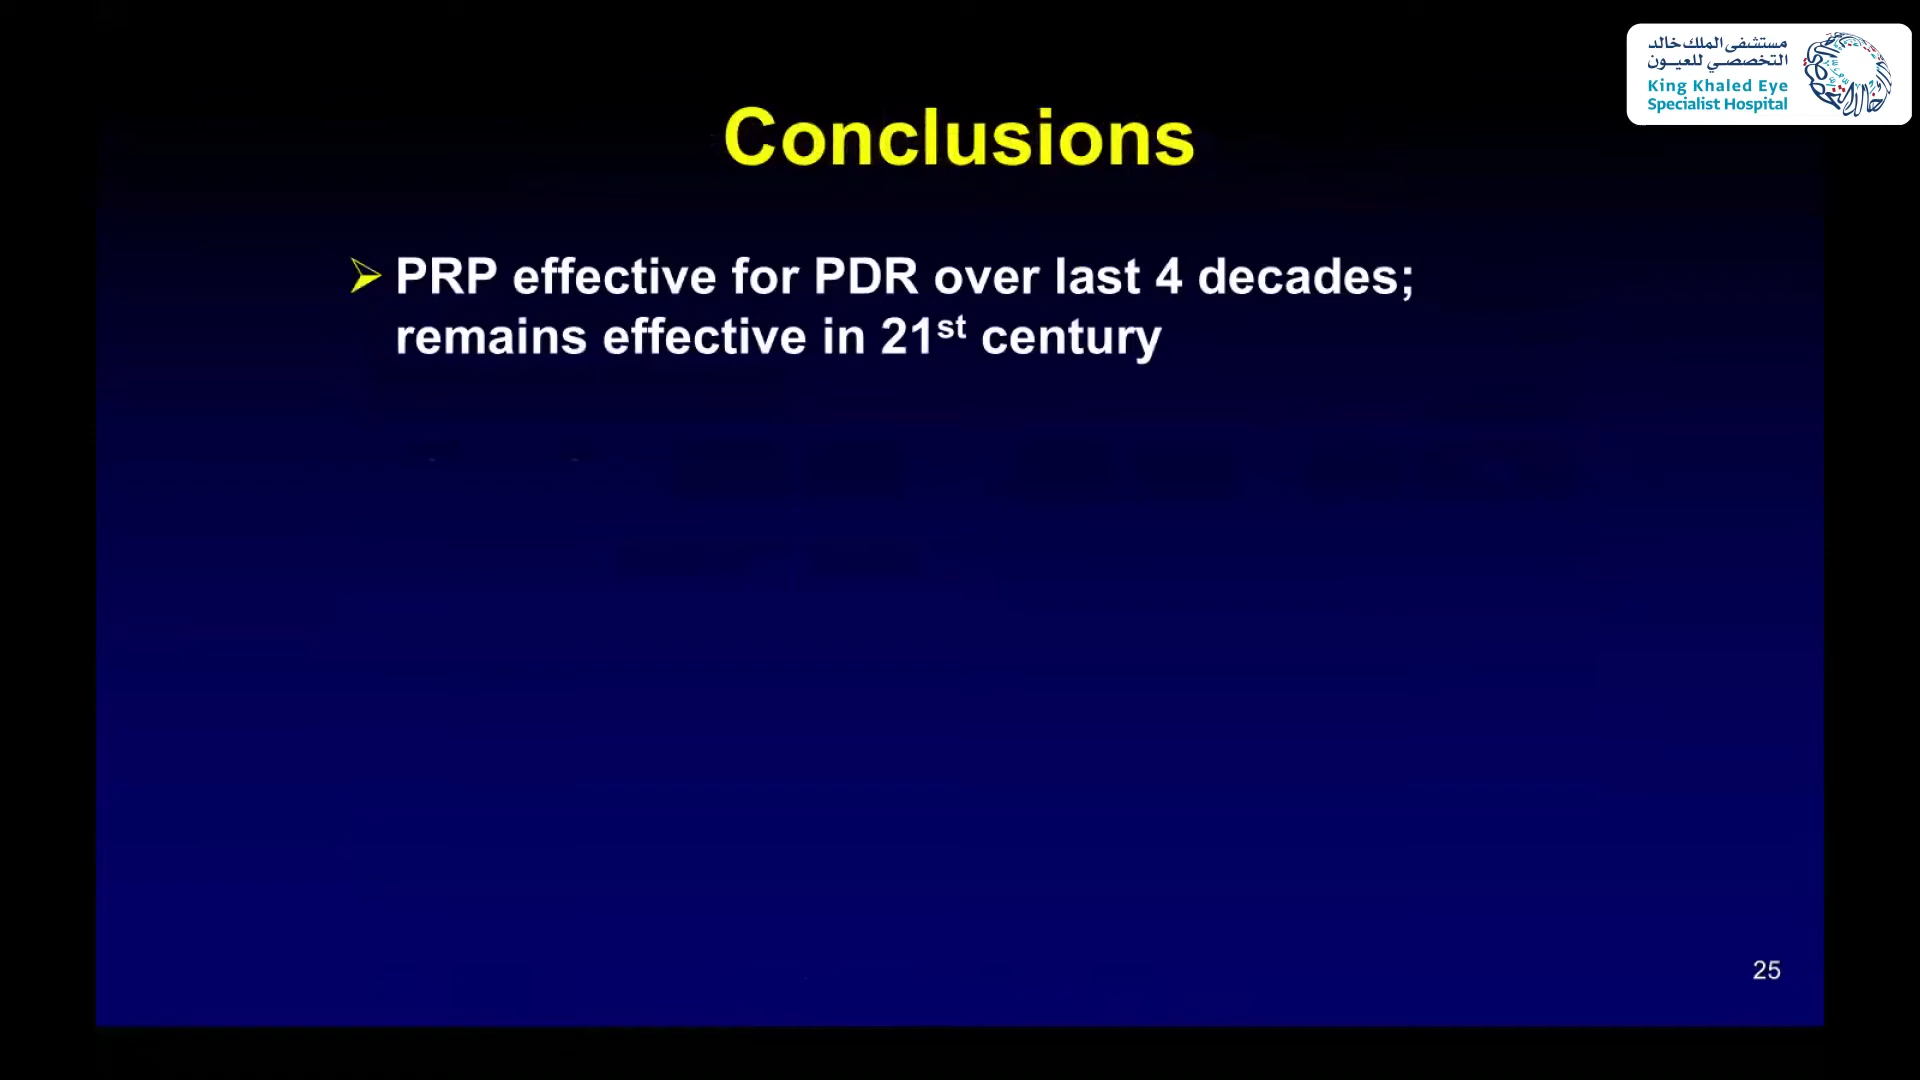 مستشفى الملك خالد
التخصصي للعيون
King Khaled Eye
Specialist Hospital
Conclusions
➢ PRP effective for PDR over last 4 decades;
remains effective in 21st century
25